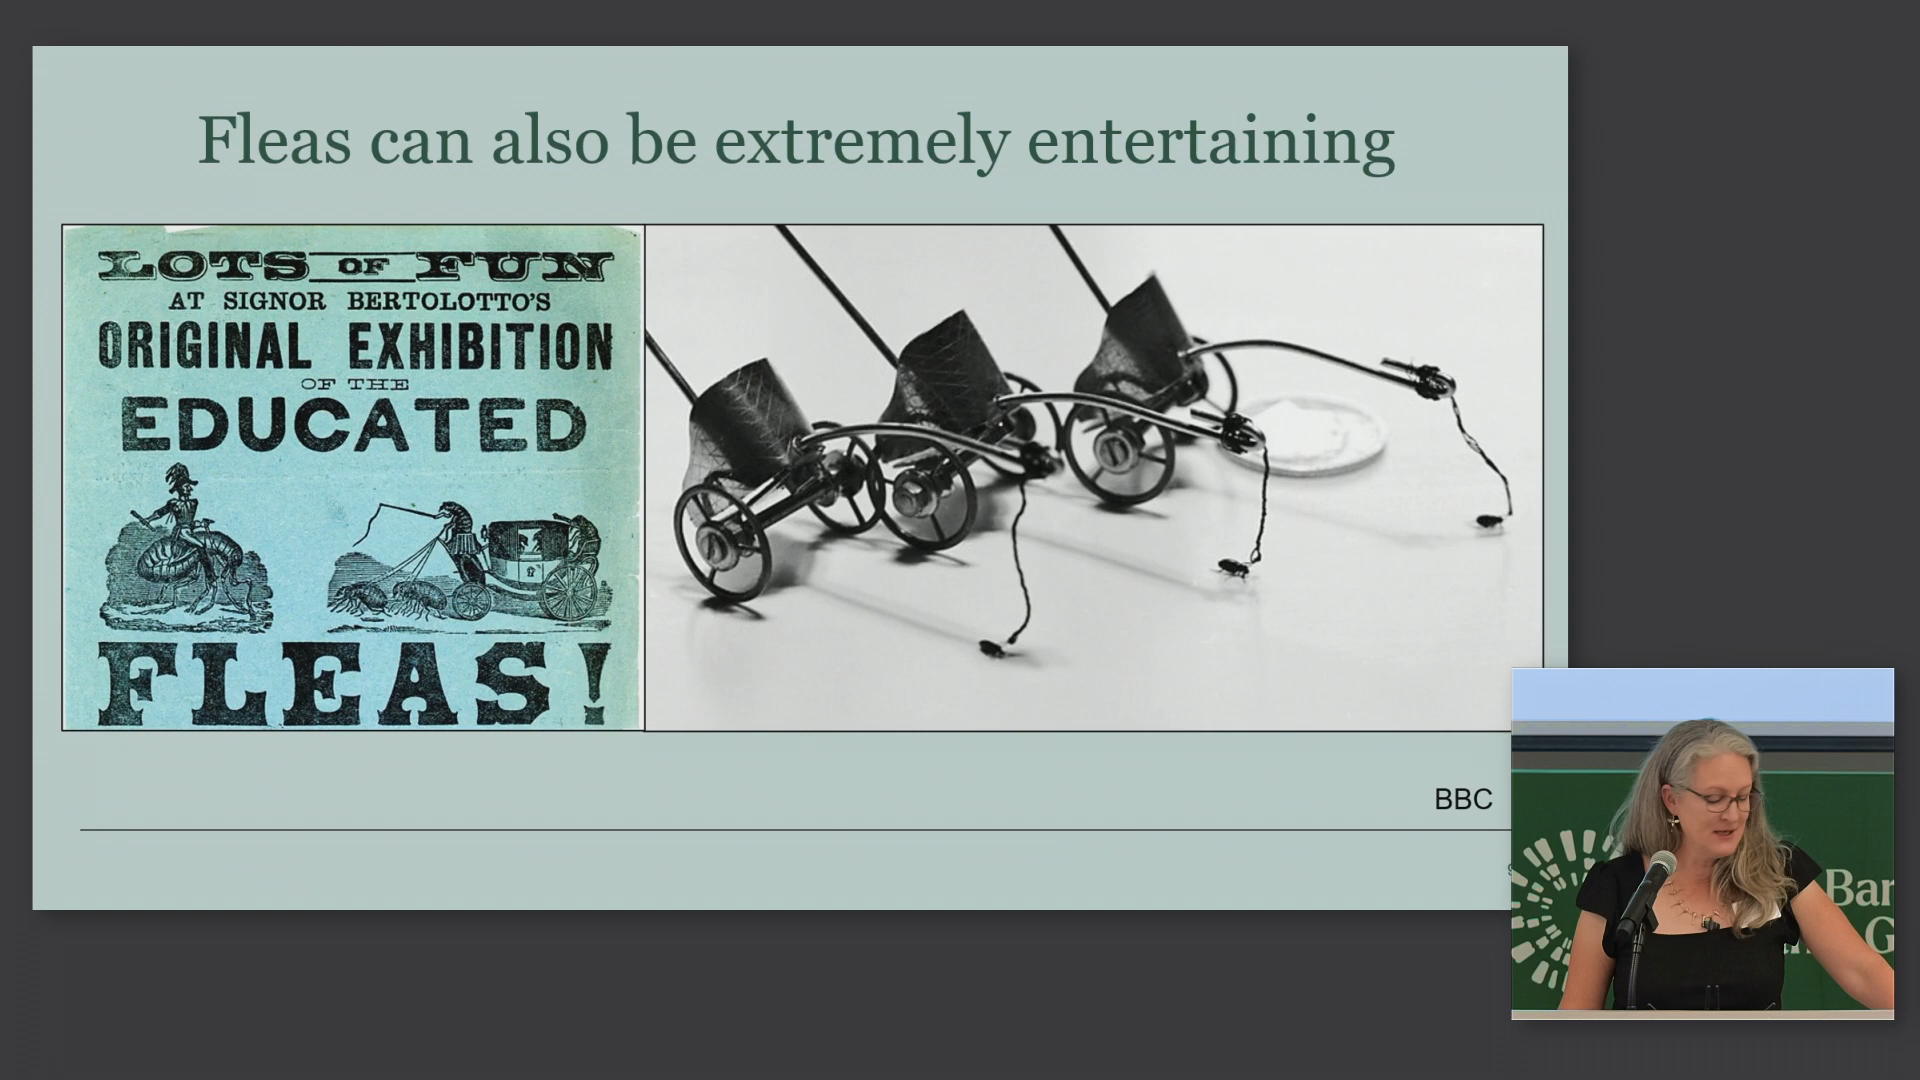 Fleas can also be extremely entertaining
LOTS OF FUN
AT SIGNOR BERTOLOTTO'S
ORIGINAL EXHIBITION
OF THE
EDUCATED
FLEAS!
BBC